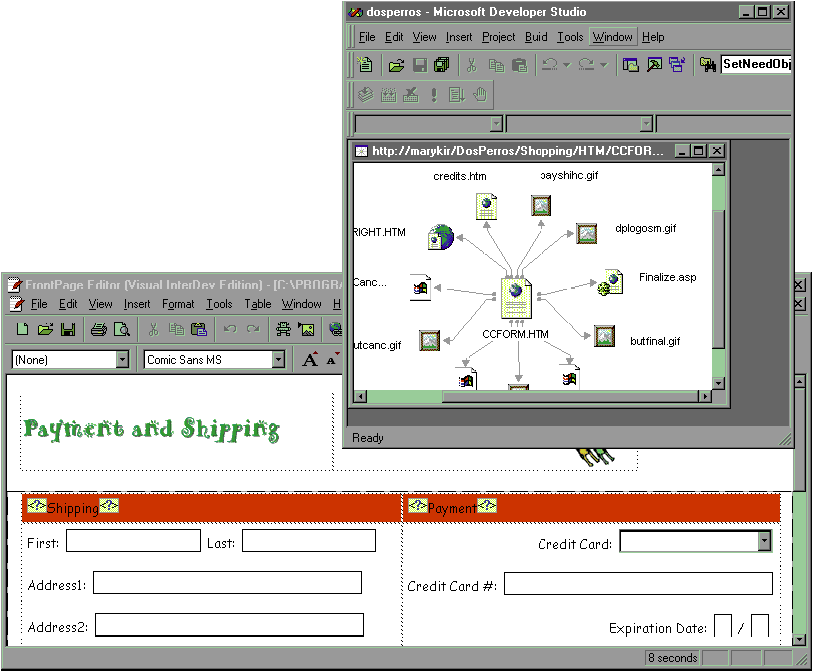 dosperros - Microsoft Developer Studio
File Edit View Insert Project Buid Tools Window Help
SetNeedObj
http://marykir/DosPerros/Shopping/HTM/CCFORM...
credits.htm
payshihc.gif
RIGHT.HTM
dplogosm.gif
Canc...
Finalize.asp
CCFORM.HTM
utcanc.gif
butfinal.gif
Ready
FrontPage Editor (Visual InterDev Edition) - [C:\PROGRA
File Edit View Insert Format Tools Table Window H
(None)
Comic Sans MS
A A
Payment and Shipping
<?>Shipping<?>
<?>Payment<?>
First:
Last:
Credit Card:
Address1:
Credit Card #:
Address2:
Expiration Date: /
8 seconds